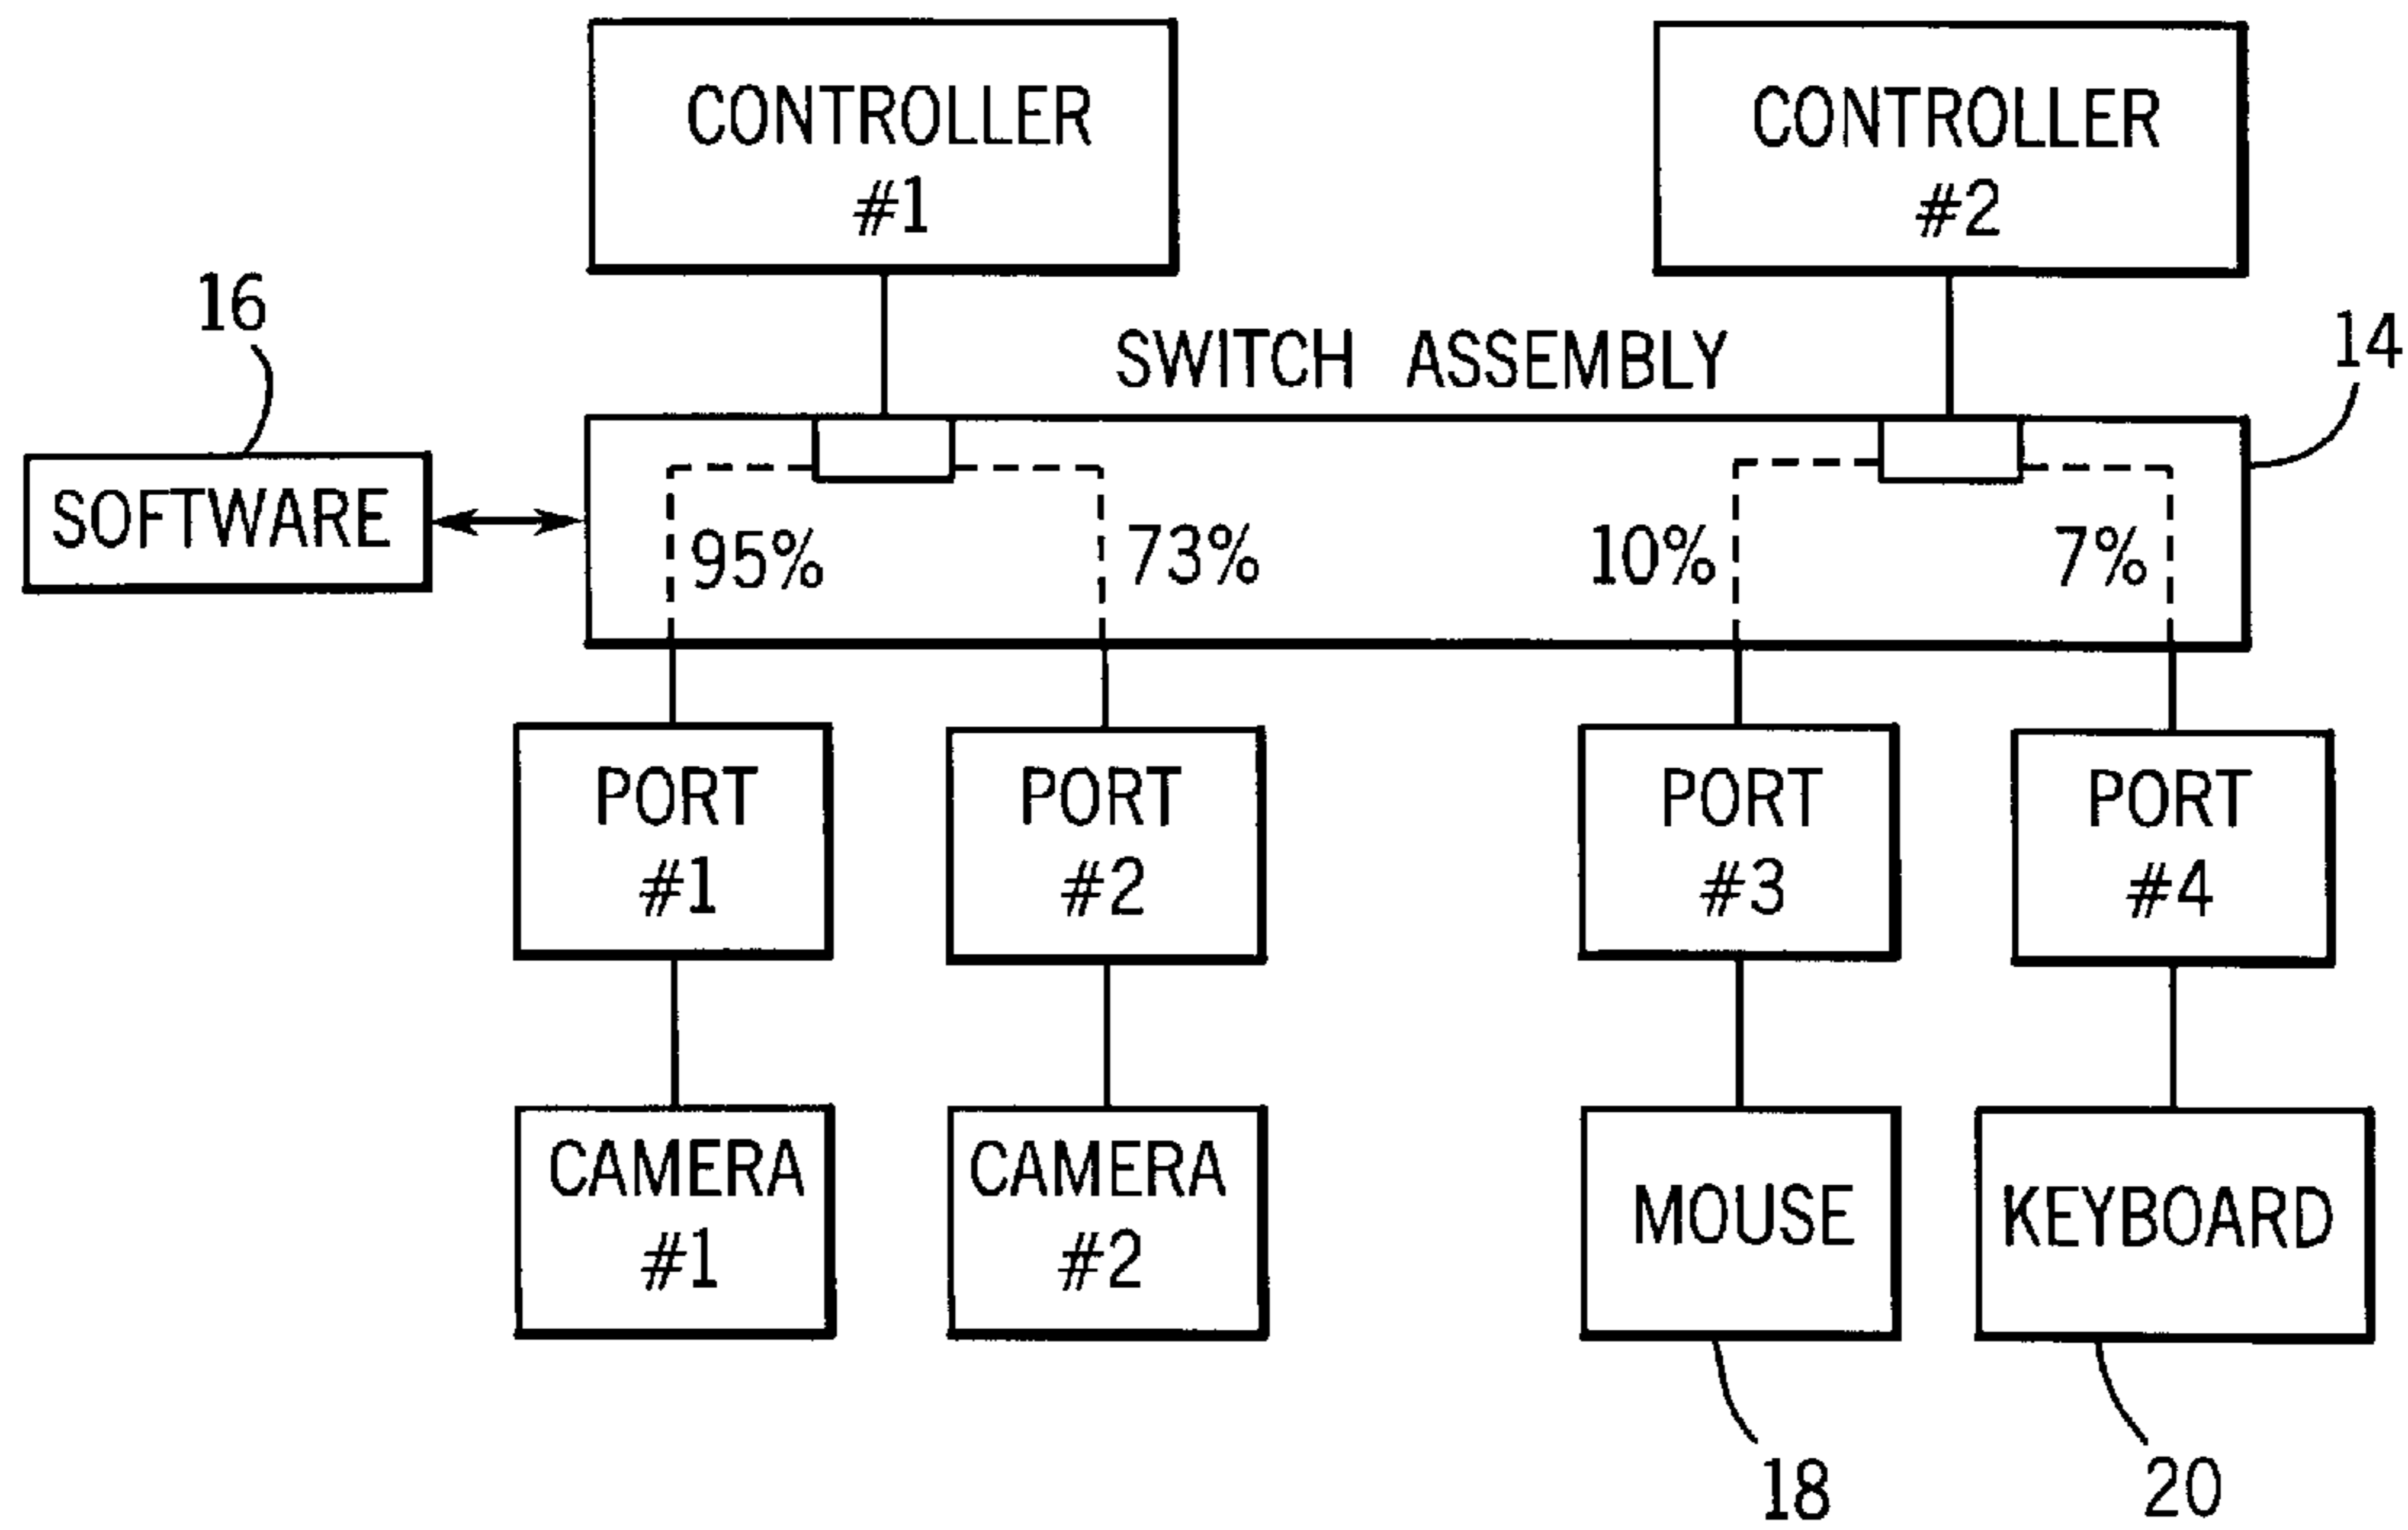 CONTROLLER
#1
CONTROLLER
#2
16
SWITCH ASSEMBLY
14
SOFTWARE
95%
73%
10%
7%
PORT
#1
PORT
#2
PORT
#3
PORT
#4
CAMERA
#1
CAMERA
#2
MOUSE
KEYBOARD
18
20